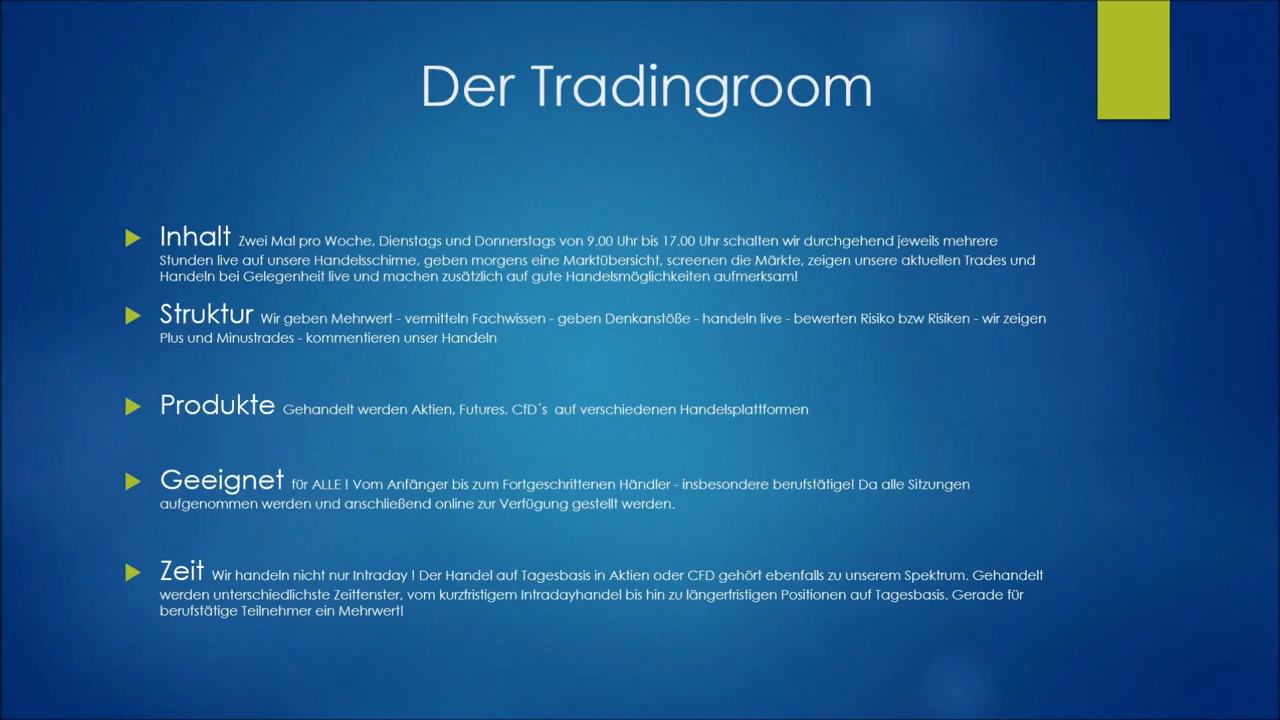 Der Tradingroom
Inhalt Zwei Mal pro Woche, Dienstags und Donnerstags von 9.00 Uhr bis 17.00 Uhr schalten wir durchgehend jeweils mehrere
Stunden live auf unsere Handelsschirme, geben morgens eine Marktübersicht, screenen die Märkte, zeigen unsere aktuellen Trades und
Handeln bei Gelegenheit live und machen zusätzlich auf gute Handelsmöglichkeiten aufmerksam!
Struktur Wir geben Mehrwert - vermitteln Fachwissen - geben Denkanstöße - handeln live - bewerten Risiko bzw Risiken - wir zeigen
Plus und Minustrades - kommentieren unser Handeln
Produkte Gehandelt werden Aktien, Futures, CfD´s auf verschiedenen Handelsplattformen
Geeignet für ALLE ! Vom Anfänger bis zum Fortgeschrittenen Händler - insbesondere berufstätige! Da alle Sitzungen
aufgenommen werden und anschließend online zur Verfügung gestellt werden.
Zeit Wir handeln nicht nur Intraday ! Der Handel auf Tagesbasis in Aktien oder CFD gehört ebenfalls zu unserem Spektrum. Gehandelt
werden unterschiedlichste Zeitfenster, vom kurzfristigem Intradayhandel bis hin zu längerfristigen Positionen auf Tagesbasis. Gerade für
berufstätige Teilnehmer ein Mehrwert!